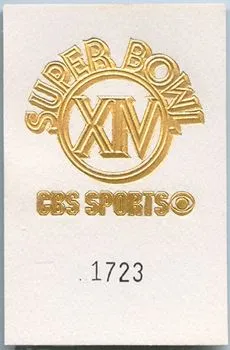 SUPER BOWL
XIV
CBS SPORTS
1723